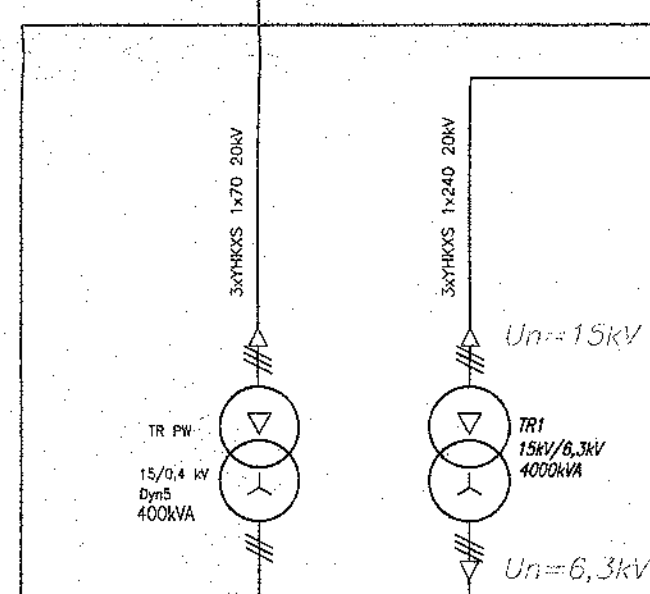 3xYHKXS 1x70 20kV
3xYHKXS 1x240 20kV
Un=15kV
TR PW
15/0,4 kV
Dyn5
400kVA
TR1
15kV/6,3kV
4000kVA
Un=6,3kV